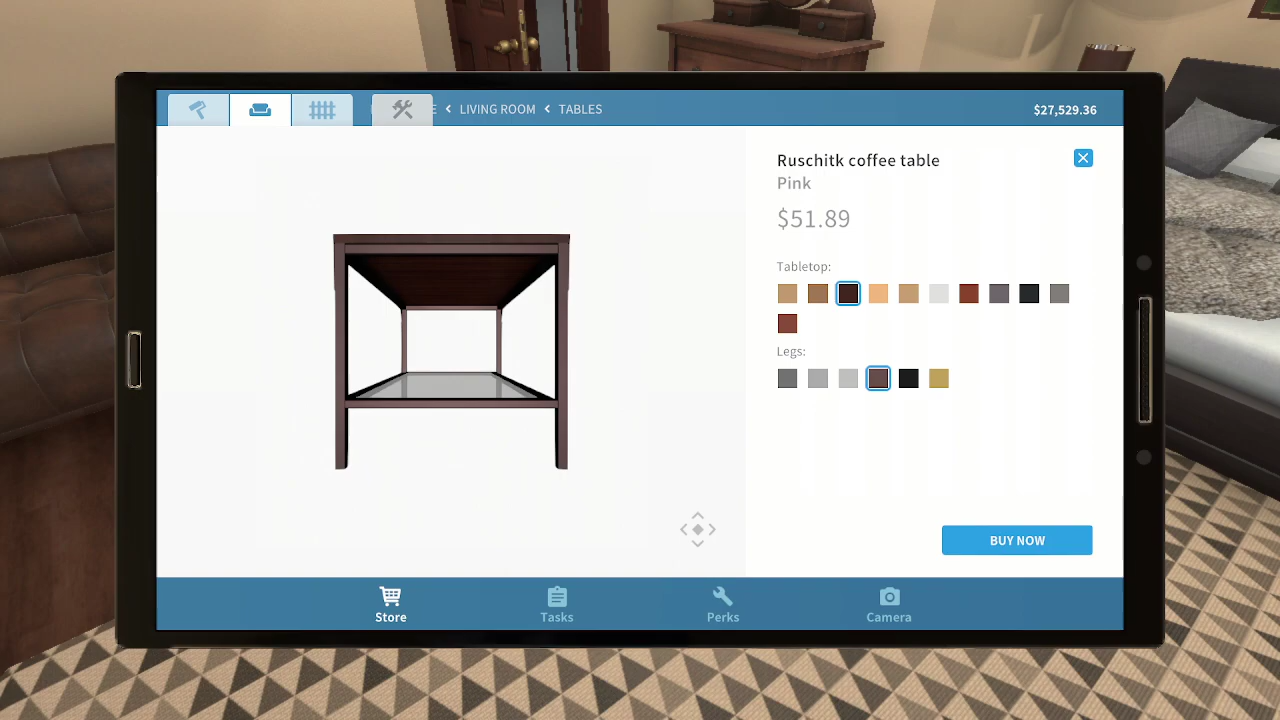 LIVING ROOM TABLES
$27,529.36
Ruschitk coffee table
Pink
$51.89
Tabletop:
Legs:
BUY NOW
Store
Tasks
Perks
Camera